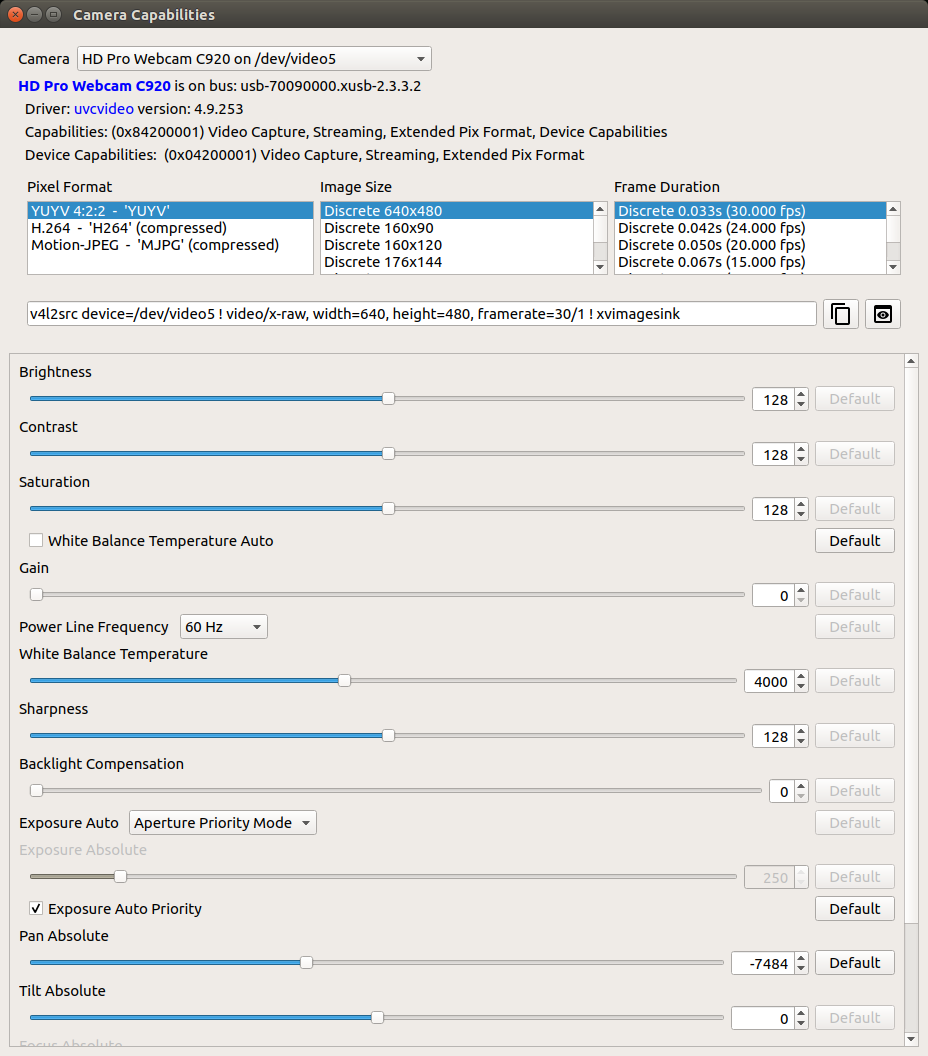 Camera Capabilities
Camera HD Pro Webcam C920 on /dev/video5
HD Pro Webcam C920 is on bus: usb-70090000.xusb-2.3.3.2
Driver: uvcvideo version: 4.9.253
Capabilities: (0x84200001) Video Capture, Streaming, Extended Pix Format, Device Capabilities
Device Capabilities: (0x04200001) Video Capture, Streaming, Extended Pix Format
Pixel Format
YUYV 4:2:2 - 'YUYV'
H.264 - 'H264' (compressed)
Motion-JPEG - 'MJPG' (compressed)
Image Size
Discrete 640x480
Discrete 160x90
Discrete 160x120
Discrete 176x144
Frame Duration
Discrete 0.033s (30.000 fps)
Discrete 0.042s (24.000 fps)
Discrete 0.050s (20.000 fps)
Discrete 0.067s (15.000 fps)
v4l2src device=/dev/video5 ! video/x-raw, width=640, height=480, framerate=30/1 ! xvimagesink
Brightness
128 Default
Contrast
128 Default
Saturation
128 Default
White Balance Temperature Auto Default
Gain
0 Default
Power Line Frequency 60 Hz Default
White Balance Temperature
4000 Default
Sharpness
128 Default
Backlight Compensation
0 Default
Exposure Auto Aperture Priority Mode Default
Exposure Absolute
250 Default
Exposure Auto Priority Default
Pan Absolute
-7484 Default
Tilt Absolute
0 Default
Focus Absolute